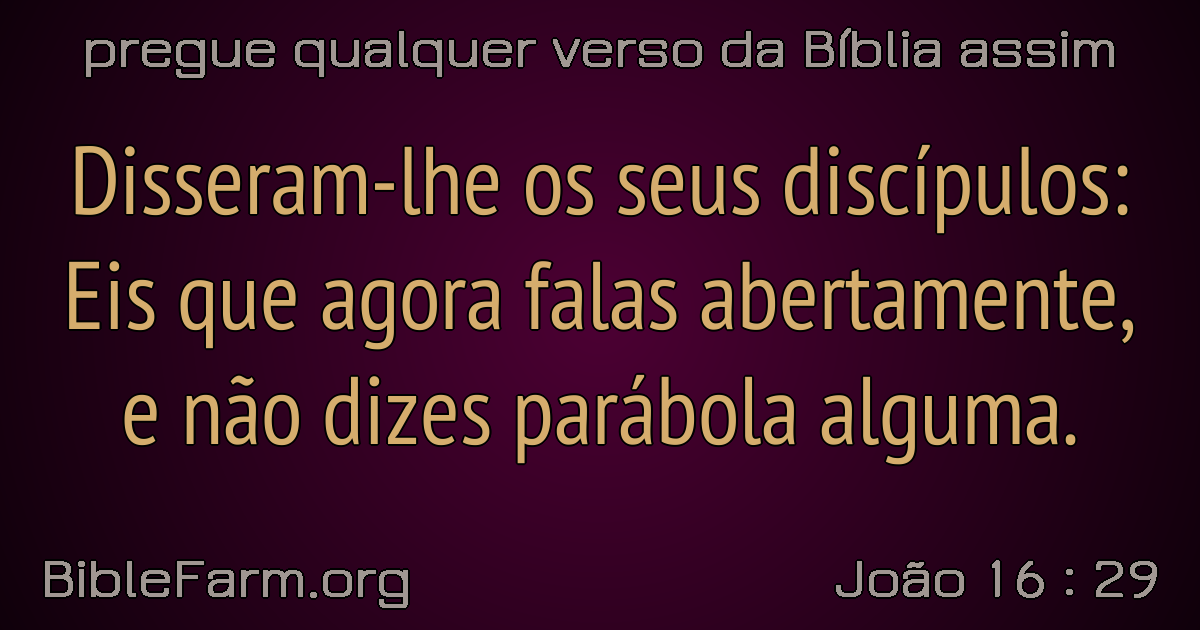 pregue qualquer verso da Bíblia assim
Disseram-lhe os seus discípulos:
Eis que agora falas abertamente,
e não dizes parábola alguma.
BibleFarm.org
João 16 : 29